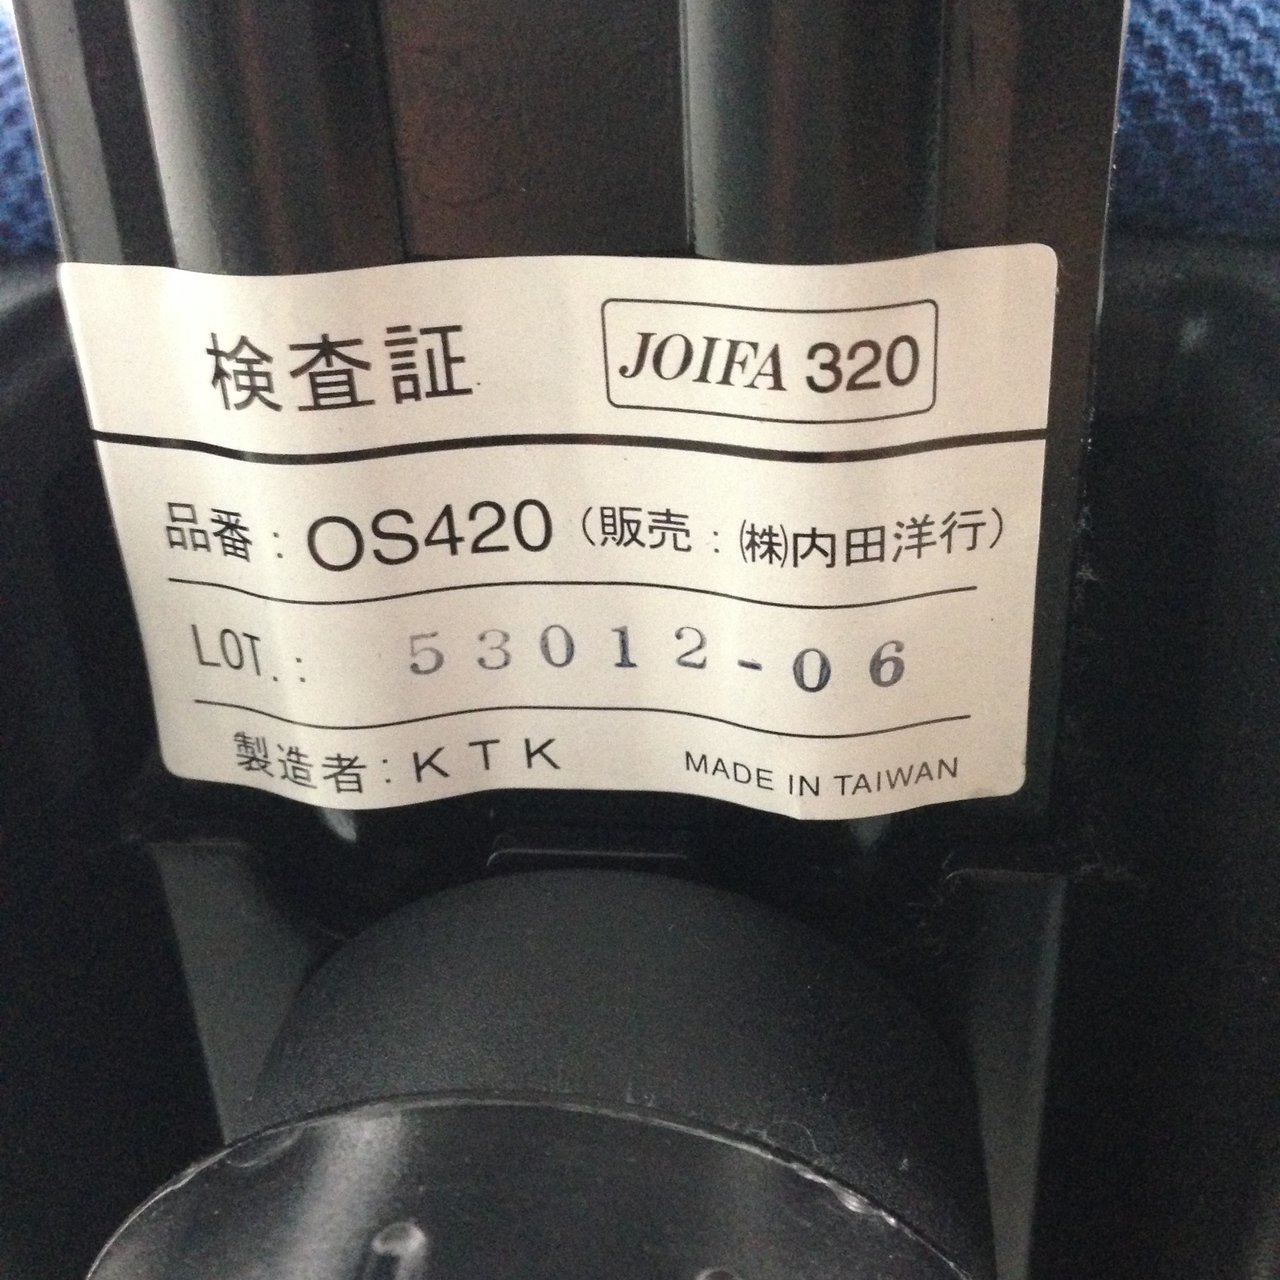 検査証 JOIFA 320
品番：OS420（販売：㈱内田洋行）
LOT.： 53012-06
製造者：KTK MADE IN TAIWAN